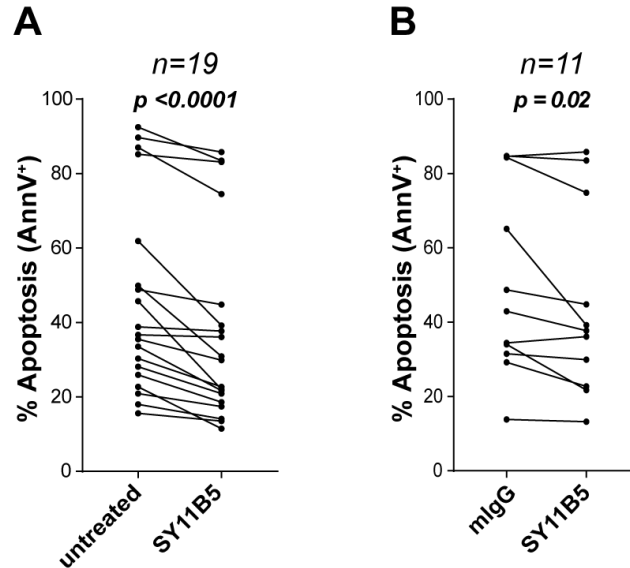 A
n=19
p <0.0001
% Apoptosis (AnnV⁺)
100
80
60
40
20
0
untreated
SY11B5
B
n=11
p = 0.02
% Apoptosis (AnnV⁺)
100
80
60
40
20
0
mIgG
SY11B5